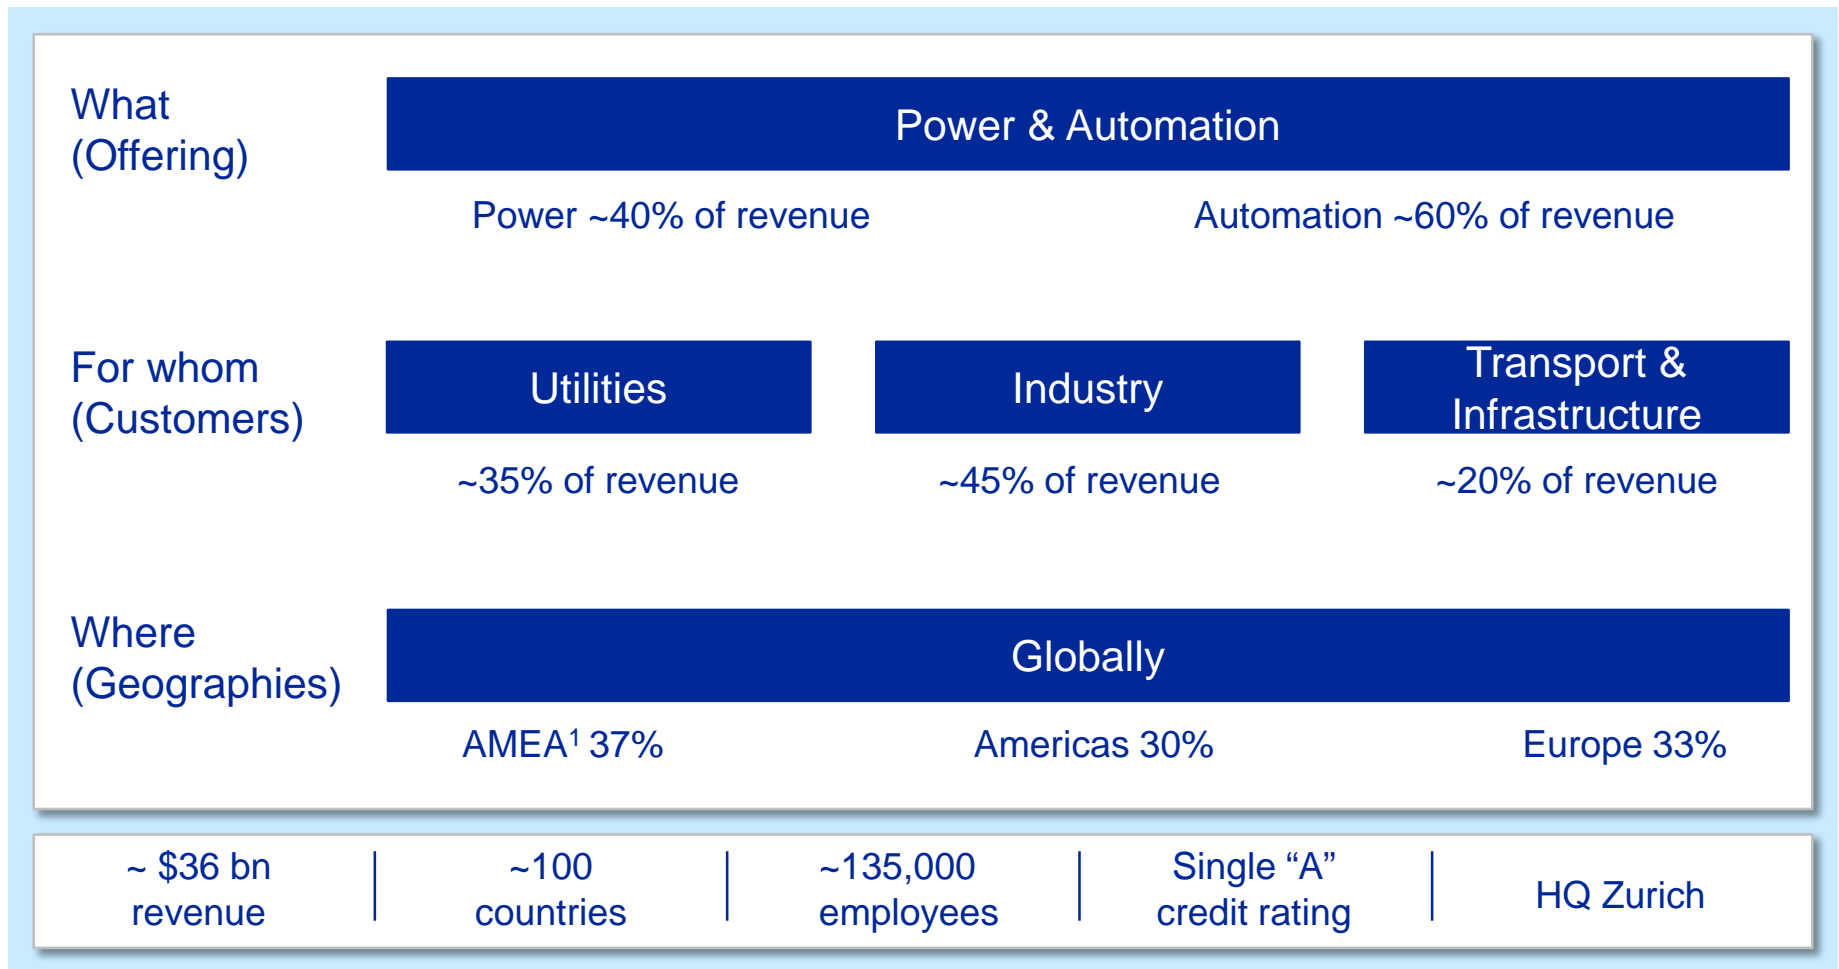 What
(Offering)
Power & Automation
Power ~40% of revenue
Automation ~60% of revenue
For whom
(Customers)
Utilities
Industry
Transport &
Infrastructure
~35% of revenue
~45% of revenue
~20% of revenue
Where
(Geographies)
Globally
AMEA¹ 37%
Americas 30%
Europe 33%
~ $36 bn
revenue
~100
countries
~135,000
employees
Single “A”
credit rating
HQ Zurich